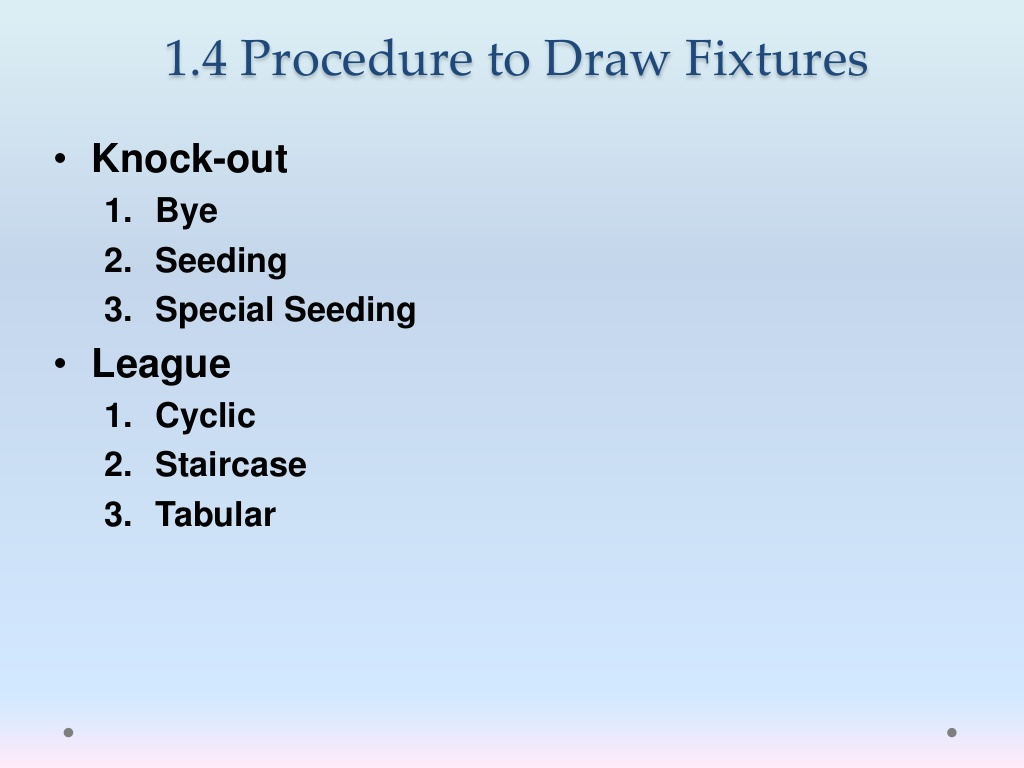 1.4 Procedure to Draw Fixtures
• Knock-out
1. Bye
2. Seeding
3. Special Seeding
• League
1. Cyclic
2. Staircase
3. Tabular